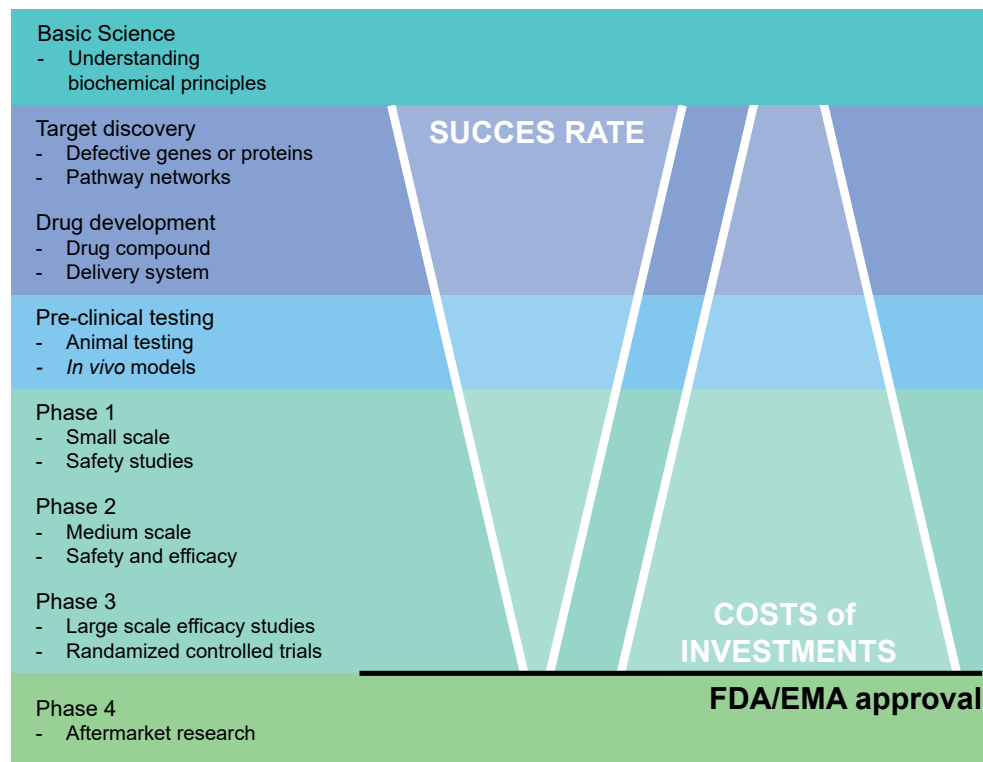 Basic Science
- Understanding
biochemical principles
Target discovery
- Defective genes or proteins
- Pathway networks
Drug development
- Drug compound
- Delivery system
Pre-clinical testing
- Animal testing
- In vivo models
Phase 1
- Small scale
- Safety studies
Phase 2
- Medium scale
- Safety and efficacy
Phase 3
- Large scale efficacy studies
- Randamized controlled trials
Phase 4
- Aftermarket research
SUCCES RATE
COSTS of
INVESTMENTS
FDA/EMA approval